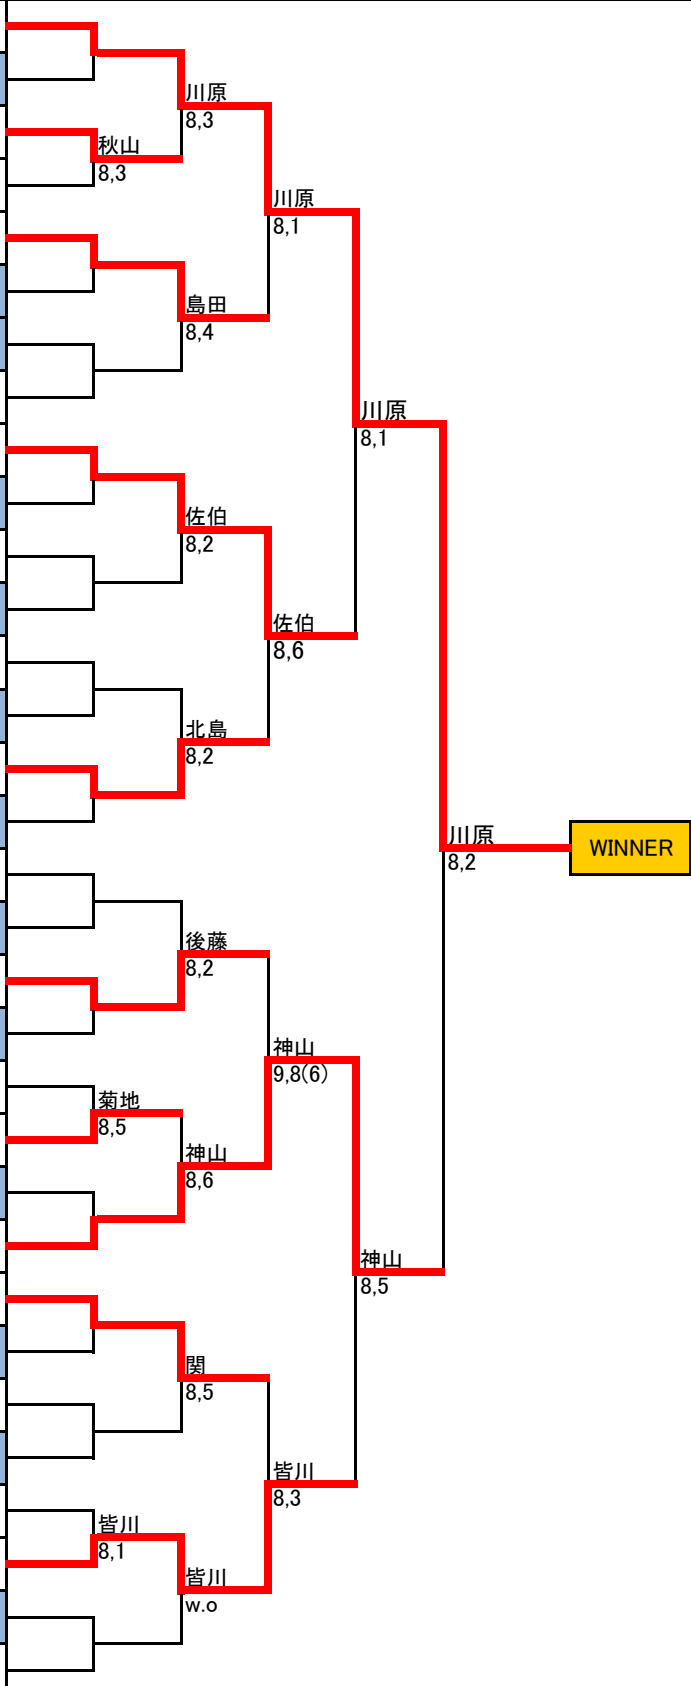 川原
8,3
秋山
8,3
川原
8,1
島田
8,4
川原
8,1
佐伯
8,2
佐伯
8,6
北島
8,2
川原
8,2
WINNER
後藤
8,2
神山
9,8(6)
菊地
8,5
神山
8,6
神山
8,5
関
8,5
皆川
8,3
皆川
8,1
皆川
w.o